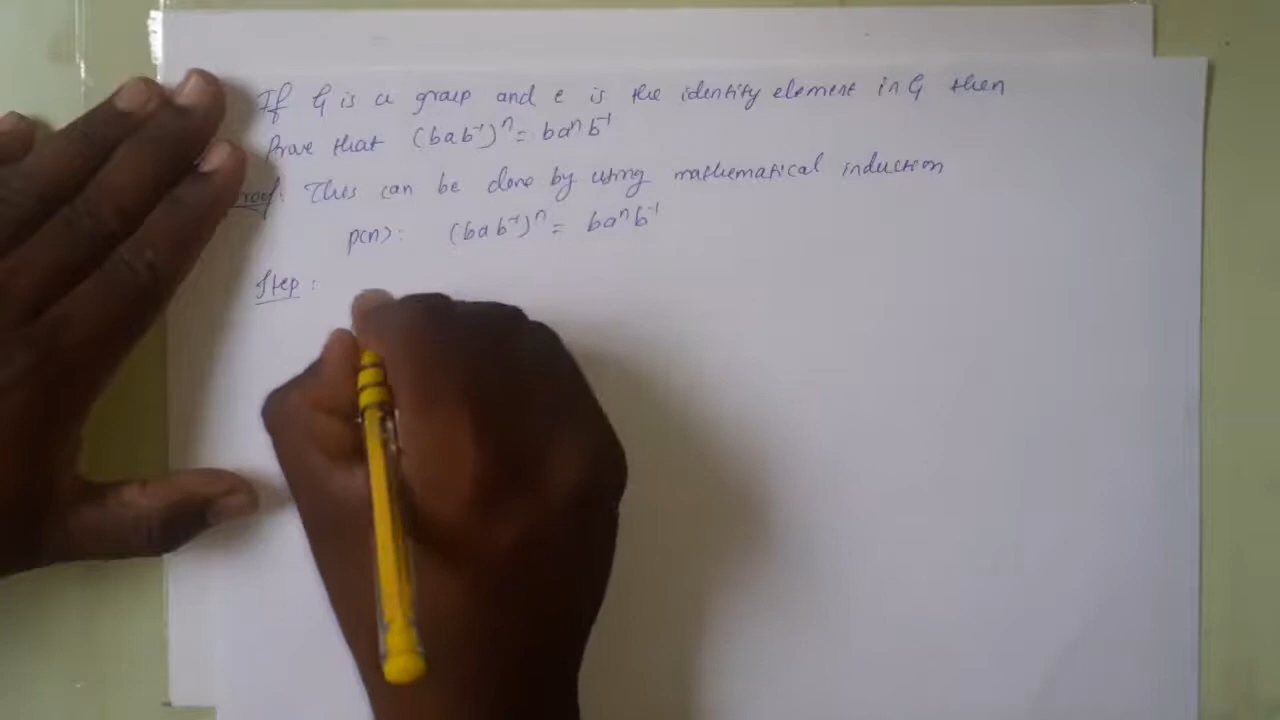 If G is a group and e is the identity element in G then
Prove that (bab⁻¹)ⁿ = baⁿb⁻¹
Proof: This can be done by using mathematical induction
p(n): (bab⁻¹)ⁿ = baⁿb⁻¹
Step: